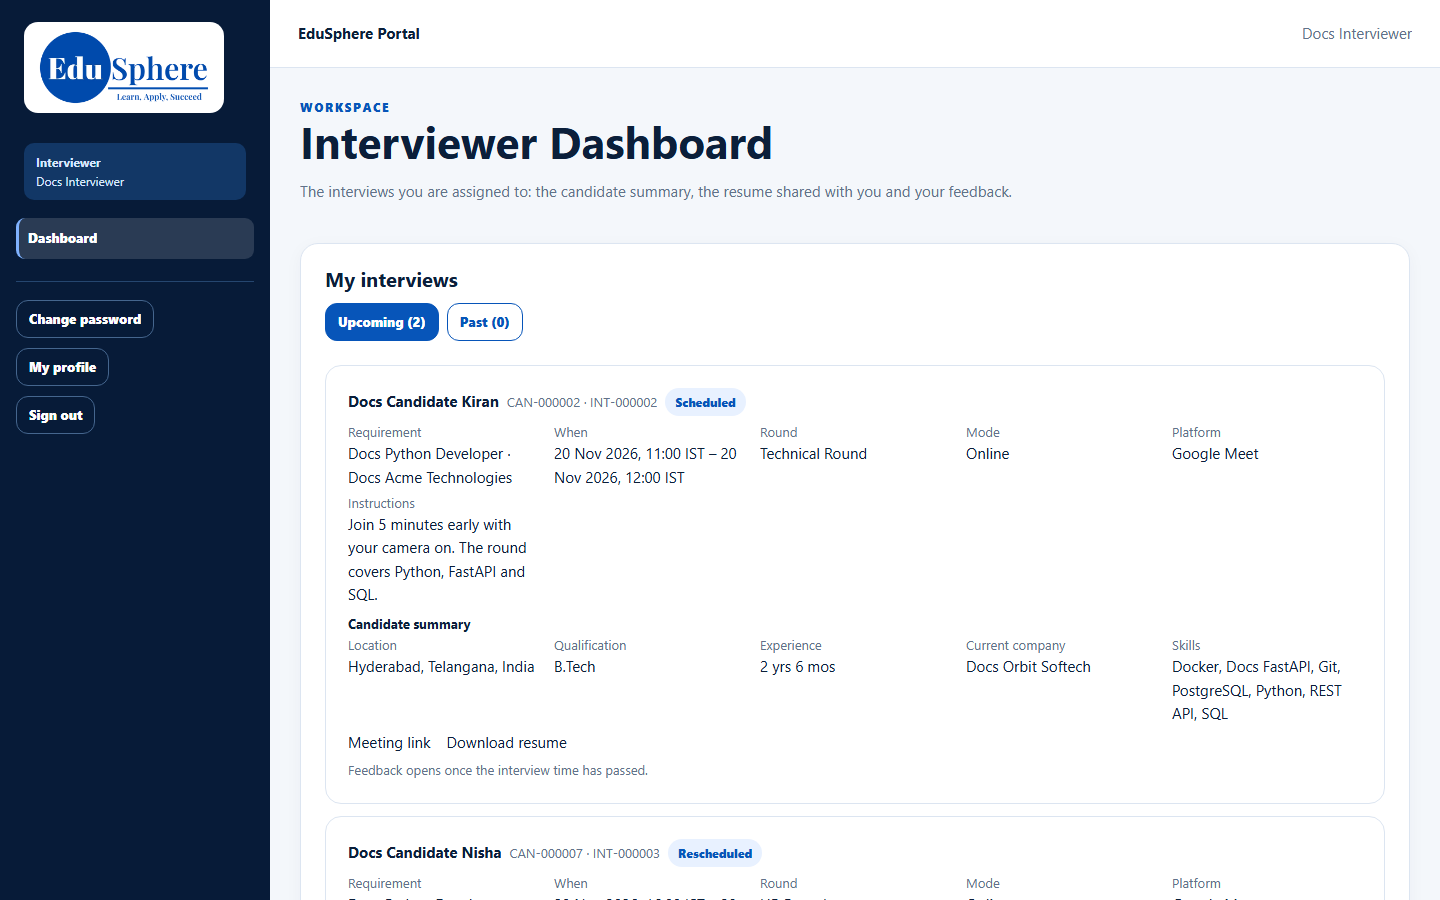 EduSphere
Learn. Apply, Succeed
Interviewer
Docs Interviewer
Dashboard
Change password
My profile
Sign out
EduSphere Portal
Docs Interviewer
WORKSPACE
Interviewer Dashboard
The interviews you are assigned to: the candidate summary, the resume shared with you and your feedback.
My interviews
Upcoming (2)
Past (0)
Docs Candidate Kiran CAN-000002 · INT-000002 Scheduled
Requirement
Docs Python Developer ·
Docs Acme Technologies
When
20 Nov 2026, 11:00 IST – 20
Nov 2026, 12:00 IST
Round
Technical Round
Mode
Online
Platform
Google Meet
Instructions
Join 5 minutes early with
your camera on. The round
covers Python, FastAPI and
SQL.
Candidate summary
Location
Hyderabad, Telangana, India
Qualification
B.Tech
Experience
2 yrs 6 mos
Current company
Docs Orbit Softech
Skills
Docker, Docs FastAPI, Git,
PostgreSQL, Python, REST
API, SQL
Meeting link Download resume
Feedback opens once the interview time has passed.
Docs Candidate Nisha CAN-000007 · INT-000003 Rescheduled
Requirement
When
Round
Mode
Platform